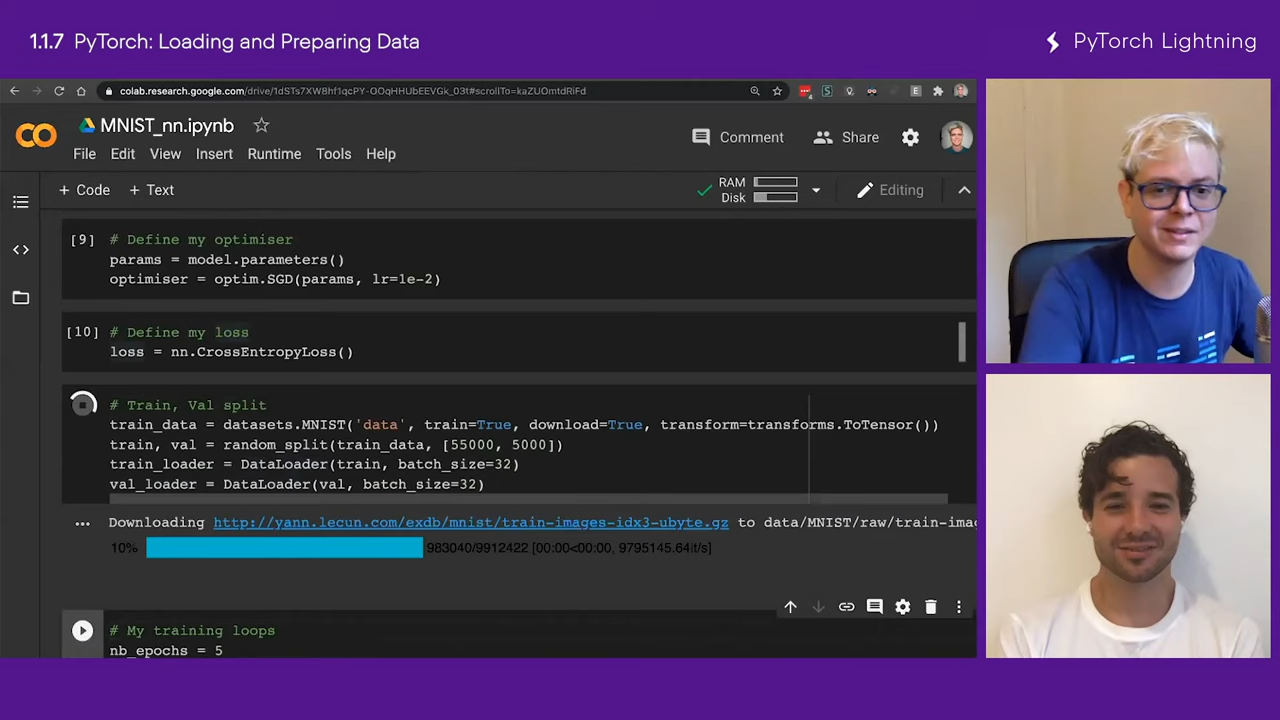 1.1.7 PyTorch: Loading and Preparing Data
PyTorch Lightning
colab.research.google.com/drive/1dSTs7XW8hf1qcPY-OOqHHUbEEVGk_03t#scrollTo=kaZUOmtdRiFd
MNIST_nn.ipynb
Comment
Share
File Edit View Insert Runtime Tools Help
+ Code + Text
RAM
Disk
Editing
[9] # Define my optimiser
params = model.parameters()
optimiser = optim.SGD(params, lr=1e-2)
[10] # Define my loss
loss = nn.CrossEntropyLoss()
# Train, Val split
train_data = datasets.MNIST('data', train=True, download=True, transform=transforms.ToTensor())
train, val = random_split(train_data, [55000, 5000])
train_loader = DataLoader(train, batch_size=32)
val_loader = DataLoader(val, batch_size=32)
... Downloading http://yann.lecun.com/exdb/mnist/train-images-idx3-ubyte.gz to data/MNIST/raw/train-imag
10% 983040/9912422 [00:00<00:00, 9795145.64it/s]
# My training loops
nb_epochs = 5